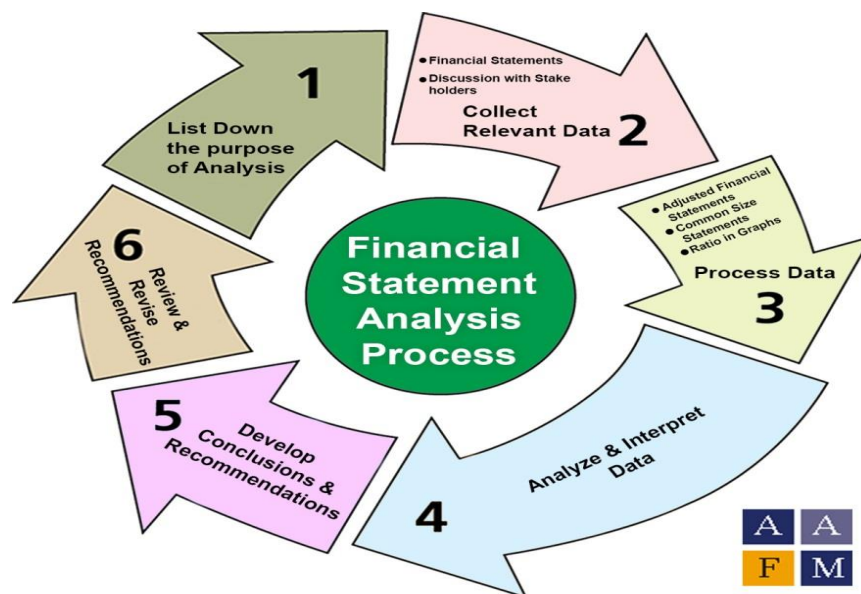 1
List Down
the purpose
of Analysis
Financial Statements
Discussion with Stake
holders
Collect
Relevant Data
2
Adjusted Financial
Statements
Common Size
Statements
Ratio in Graphs
Process Data
3
Analyze & Interpret
Data
4
5
Develop
Conclusions &
Recommendations
6
Review &
Revise
Recommendations
Financial
Statement
Analysis
Process
A A
F M